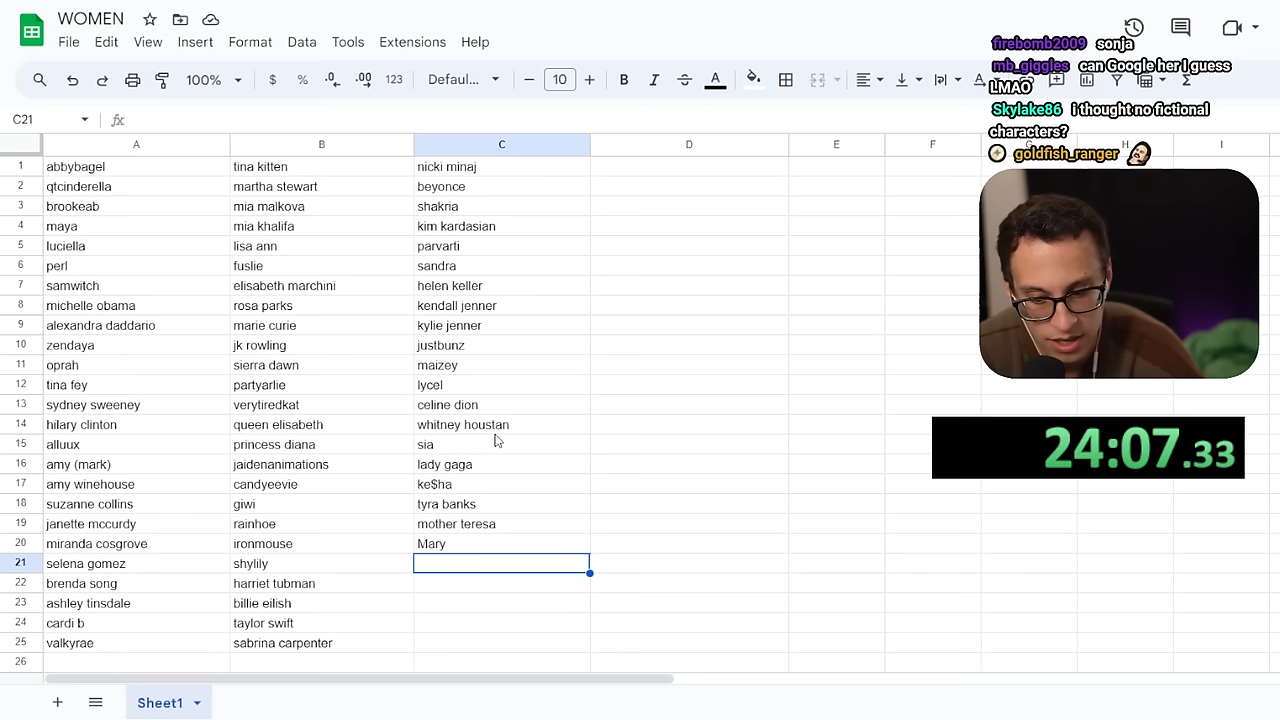 WOMEN
File Edit View Insert Format Data Tools Extensions Help
100% $ % .0 .00 123 Defaul... 10 B I A
C21 fx
firebomb2009 sonja
mb_giggles can Google her I guess
LMAO
Skylake86 i thought no fictional
characters?
goldfish_ranger
A B C D E F G H I
1 abbybagel tina kitten nicki minaj
2 qtcinderella martha stewart beyonce
3 brookeab mia malkova shakria
4 maya mia khalifa kim kardasian
5 luciella lisa ann parvarti
6 perl fuslie sandra
7 samwitch elisabeth marchini helen keller
8 michelle obama rosa parks kendall jenner
9 alexandra daddario marie curie kylie jenner
10 zendaya jk rowling justbunz
11 oprah sierra dawn maizey
12 tina fey partyarlie lycel
13 sydney sweeney verytiredkat celine dion
14 hilary clinton queen elisabeth whitney houstan
15 alluux princess diana sia
16 amy (mark) jaidenanimations lady gaga
17 amy winehouse candyeevie ke$ha
18 suzanne collins giwi tyra banks
19 janette mccurdy rainhoe mother teresa
20 miranda cosgrove ironmouse Mary
21 selena gomez shylily
22 brenda song harriet tubman
23 ashley tinsdale billie eilish
24 cardi b taylor swift
25 valkyrae sabrina carpenter
26
24:07.33
Sheet1